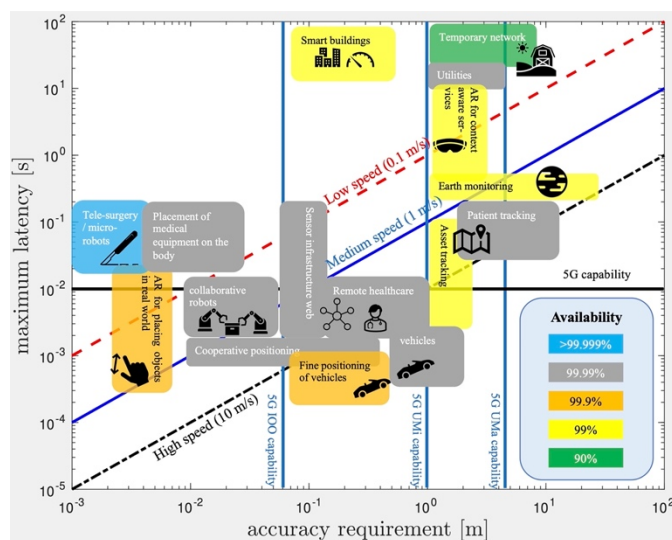 10^2
10^1
10^0
10^-1
10^-2
10^-3
10^-4
10^-5
maximum latency [s]
Smart buildings
Temporary network
Utilities
AR for context
aware ser-
vices
Low speed (0.1 m/s)
Earth monitoring
Tele-surgery
/ micro-
robots
Placement of
medical
equipment on the
body
Sensor infrastructure web
Medium speed (1 m/s)
Asset tracking
Patient tracking
5G capability
AR for placing objects
in real world
collaborative
robots
Remote healthcare
Cooperative positioning
vehicles
Fine positioning
of vehicles
High speed (10 m/s)
5G IOO capability
5G UMi capability
5G UMa capability
Availability
>99.999%
99.99%
99.9%
99%
90%
10^-3
10^-2
10^-1
10^0
10^1
10^2
accuracy requirement [m]